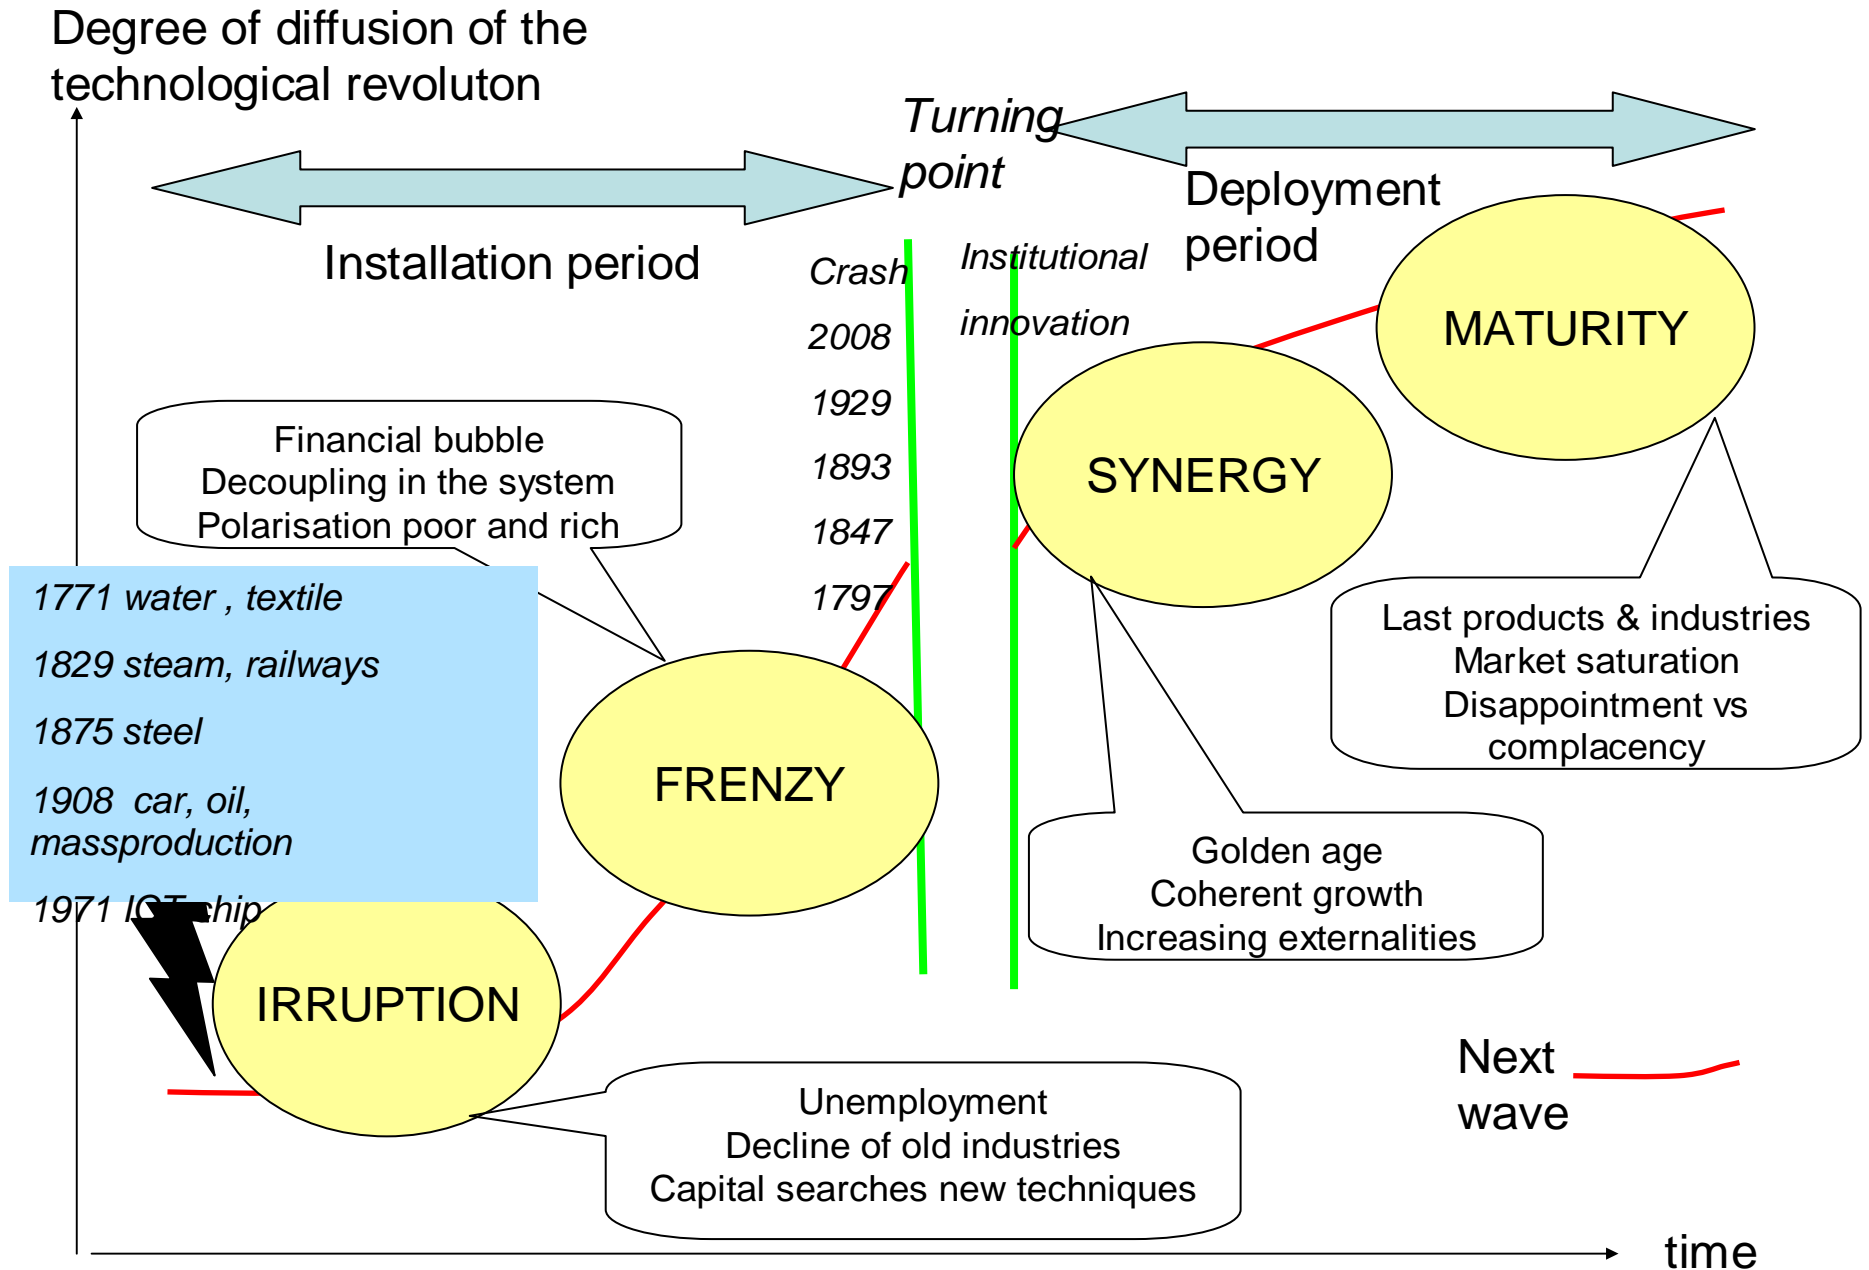 Degree of diffusion of the
technological revoluton
Turning
point
Installation period
Deployment
period
Crash
2008
1929
1893
1847
1797
Institutional
innovation
MATURITY
SYNERGY
Financial bubble
Decoupling in the system
Polarisation poor and rich
1771 water , textile
1829 steam, railways
1875 steel
1908 car, oil,
massproduction
1971 ICT chip
FRENZY
IRRUPTION
Last products & industries
Market saturation
Disappointment vs
complacency
Golden age
Coherent growth
Increasing externalities
Unemployment
Decline of old industries
Capital searches new techniques
Next
wave
time